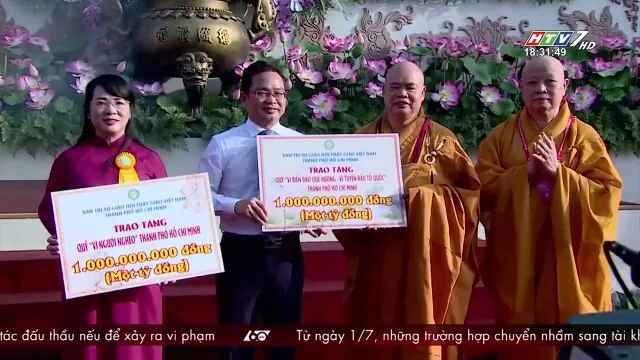 HTV7 HD
18:31:49
BAN TRỊ SỰ GIÁO HỘI PHẬT GIÁO VIỆT NAM
THÀNH PHỐ HỒ CHÍ MINH
TRAO TẶNG
QUỸ "VÌ BIỂN ĐẢO QUÊ HƯƠNG - VÌ TUYẾN ĐẦU TỔ QUỐC"
THÀNH PHỐ HỒ CHÍ MINH
1.000.000.000 đồng
(Một tỷ đồng)
BAN TRỊ SỰ GIÁO HỘI PHẬT GIÁO VIỆT NAM
THÀNH PHỐ HỒ CHÍ MINH
TRAO TẶNG
QUỸ "VÌ NGƯỜI NGHÈO" THÀNH PHỐ HỒ CHÍ MINH
1.000.000.000 đồng
(Một tỷ đồng)
tác đấu thầu nếu để xảy ra vi phạm 60 Từ ngày 1/7, những trường hợp chuyển nhầm sang tài k